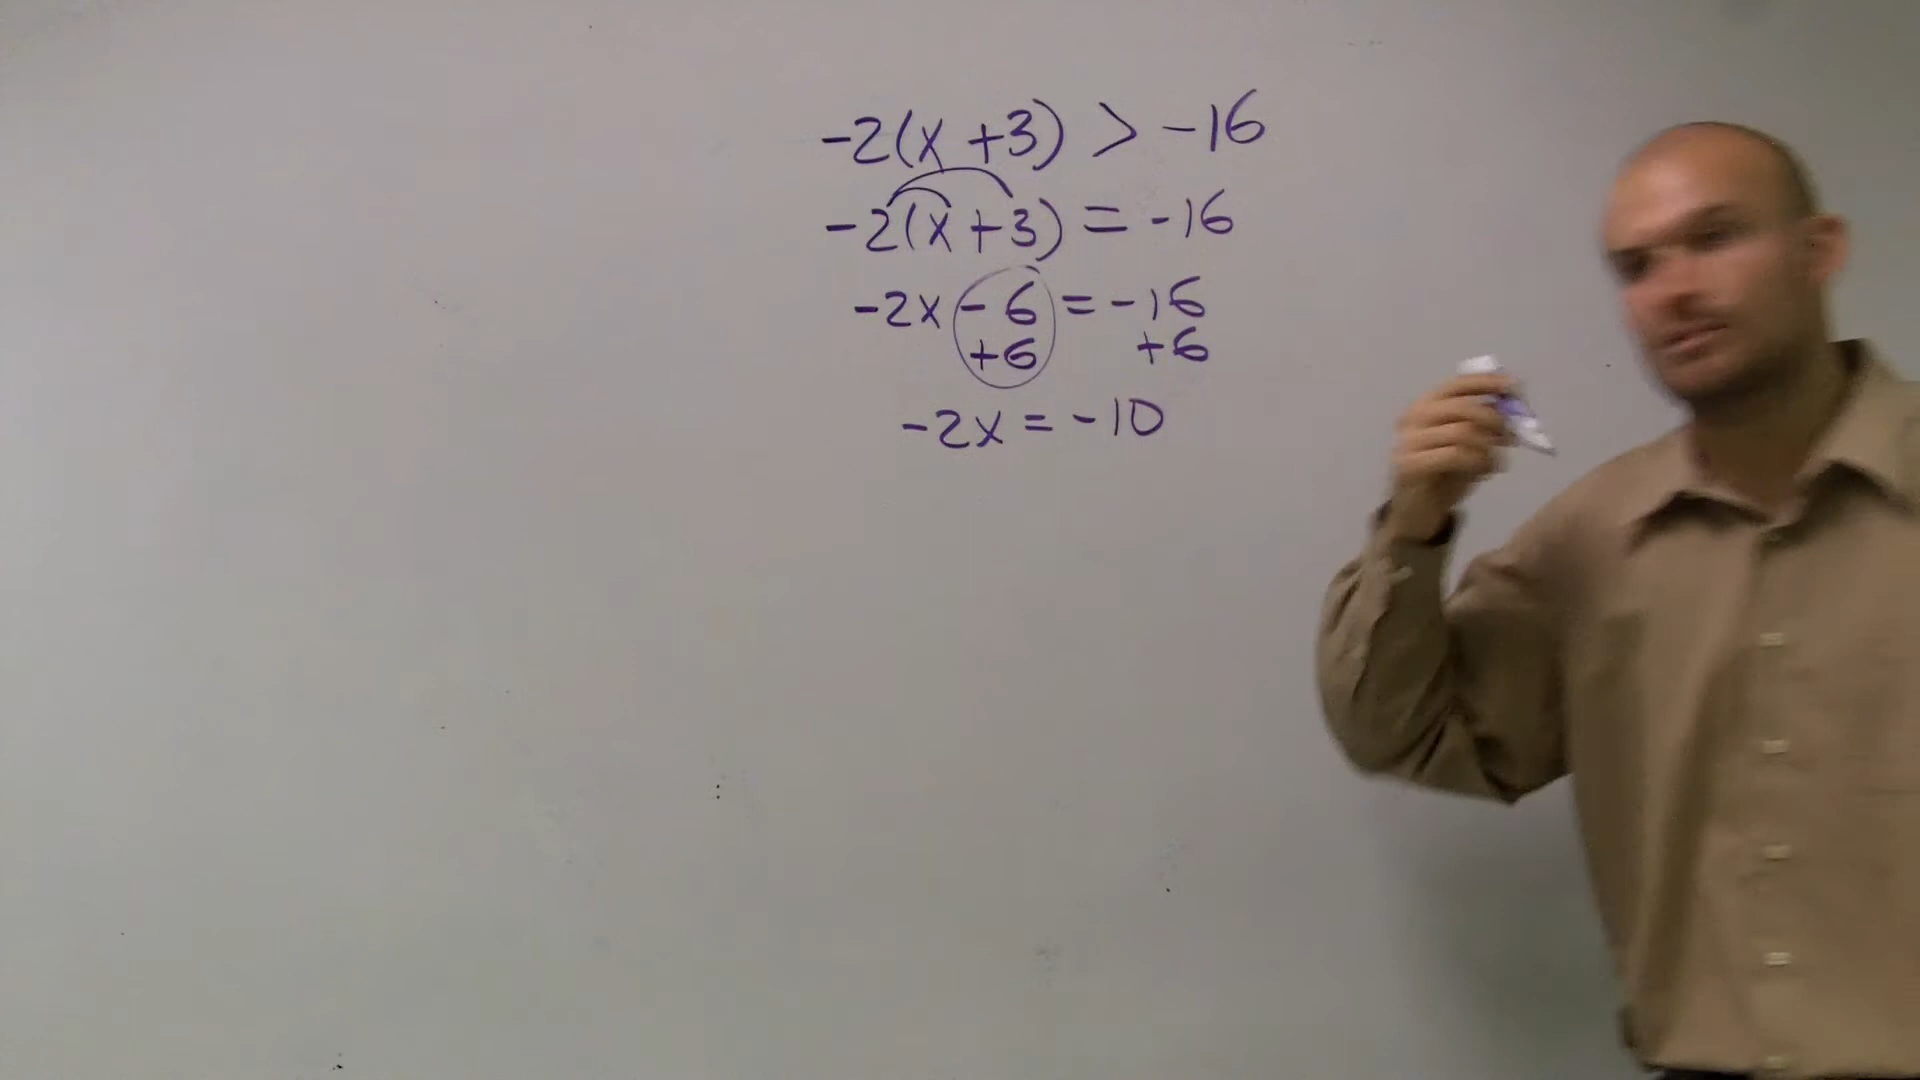 -2(x +3) > -16
-2(x+3) = -16
-2x - 6 = -16
+6 +6
-2x = -10